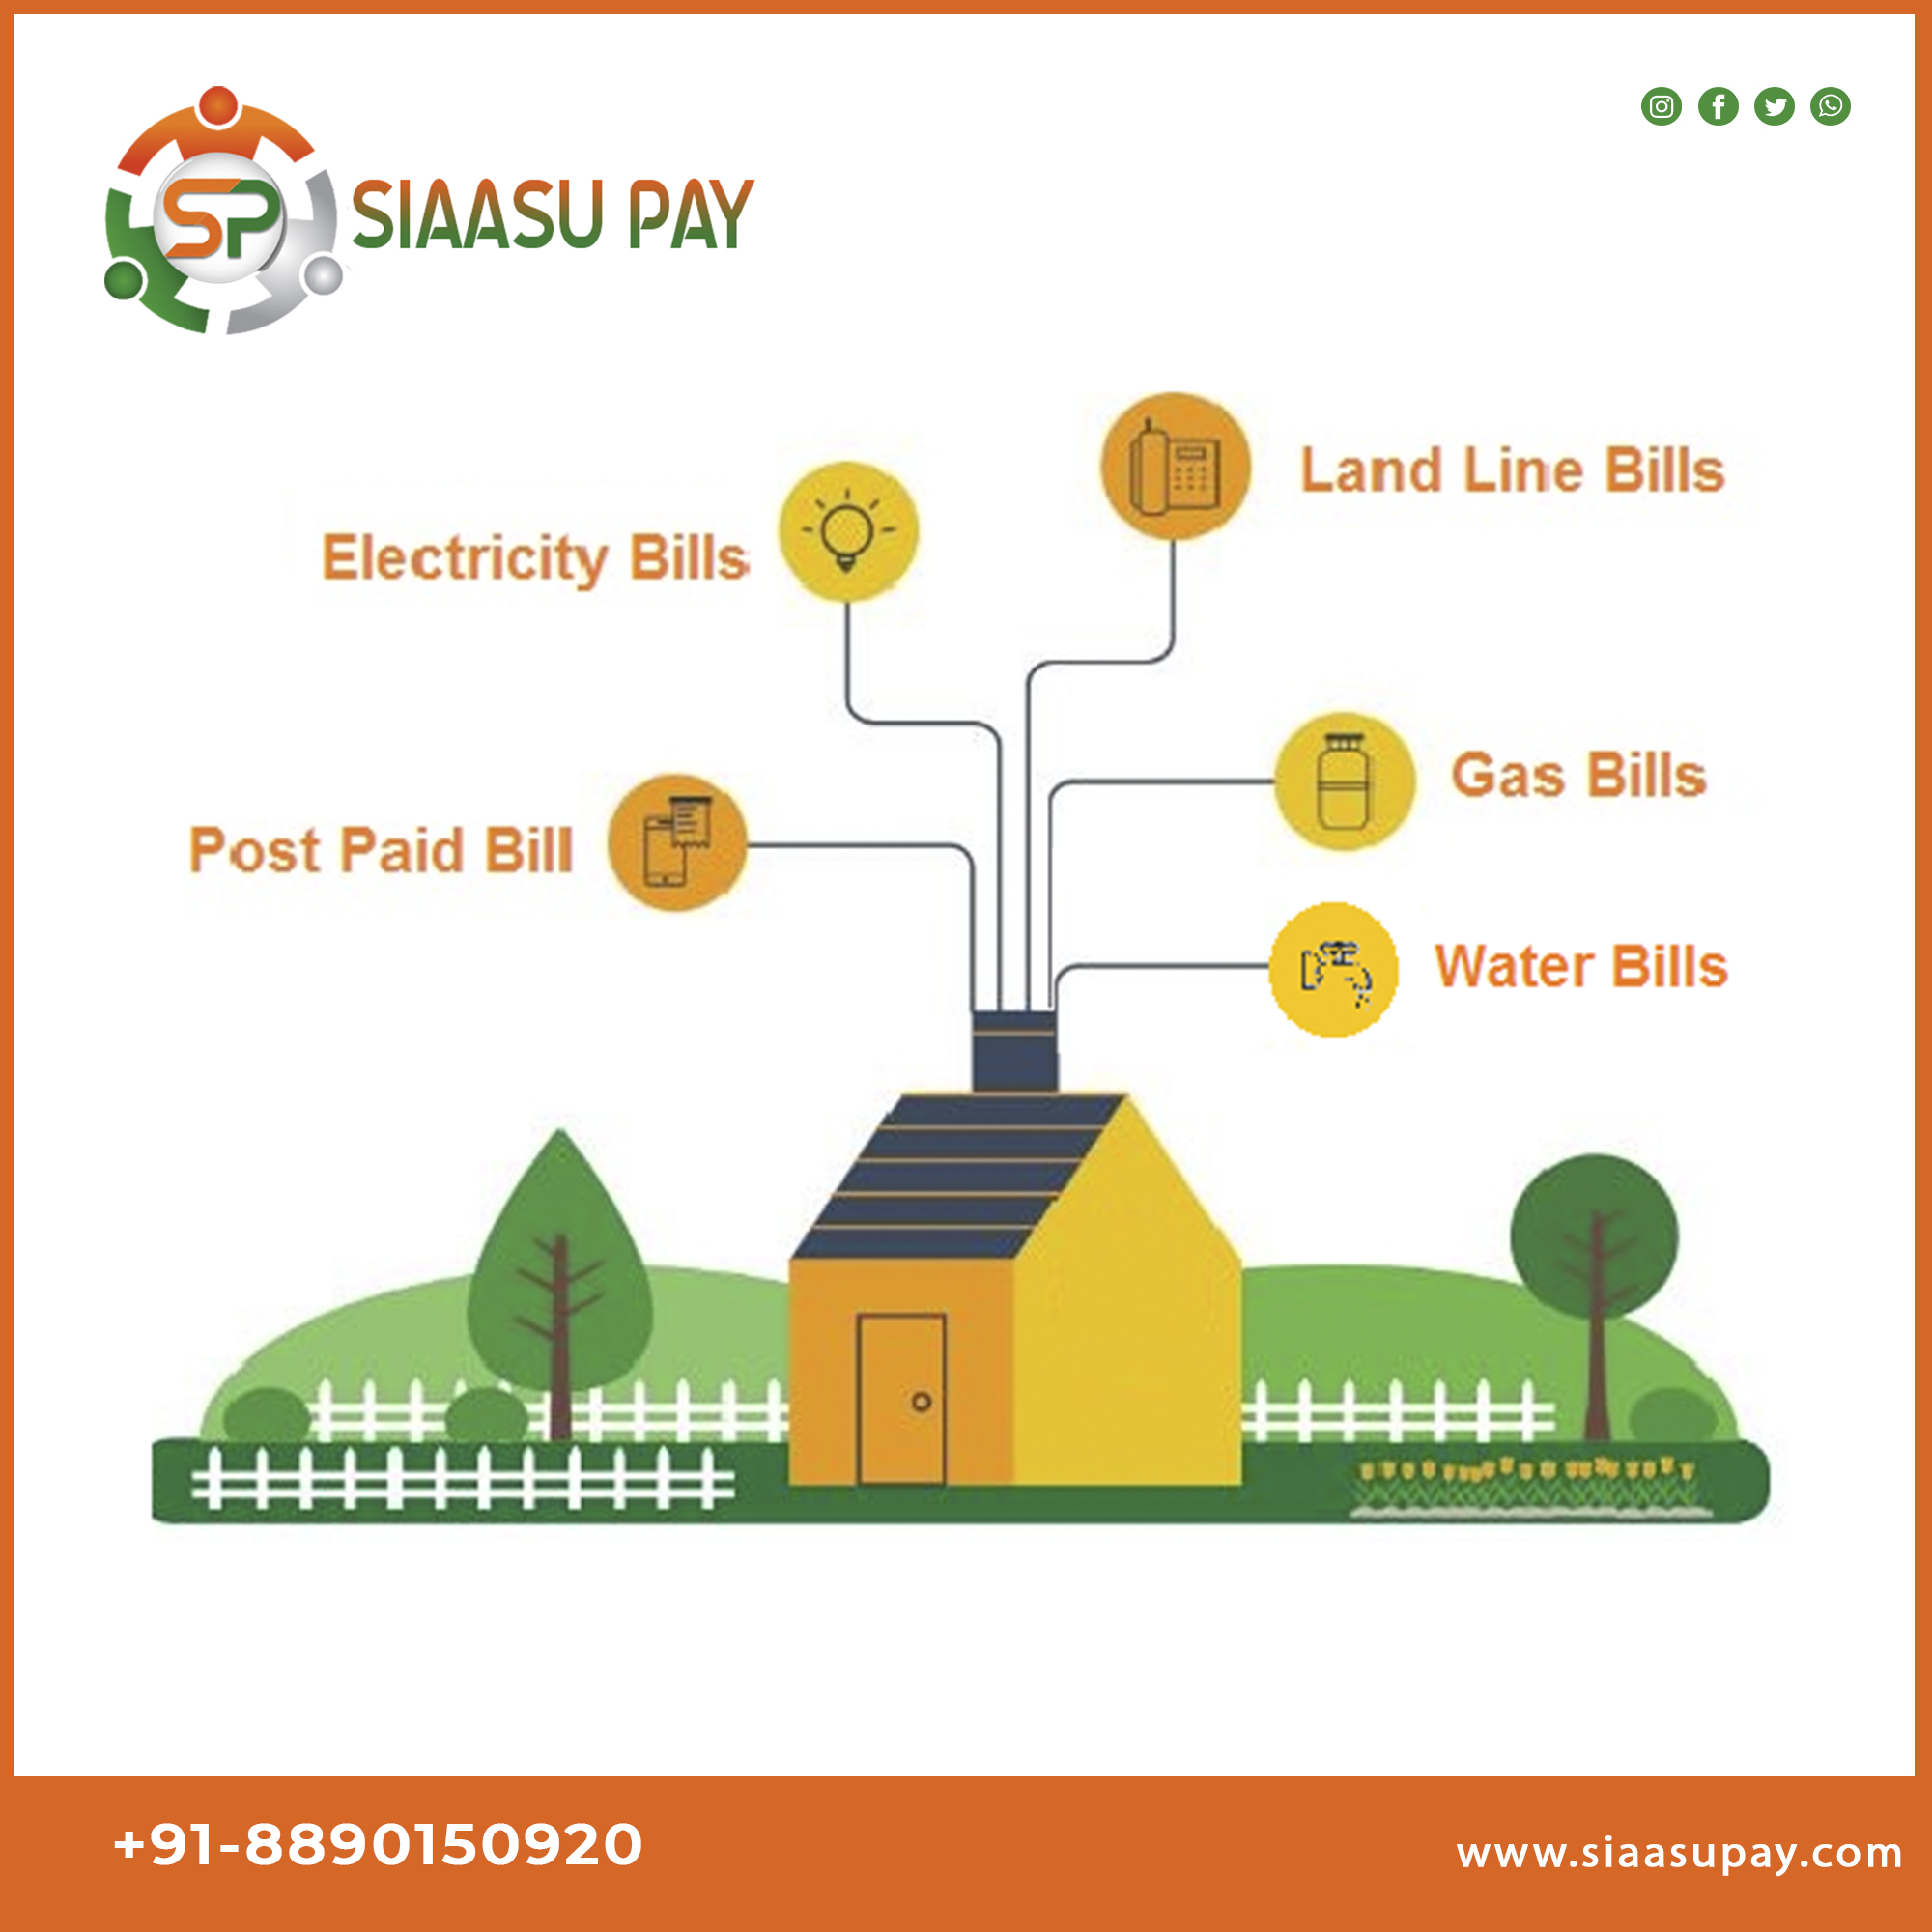 SP
SIAASU PAY
Land Line Bills
Electricity Bills
Gas Bills
Post Paid Bill
Water Bills
+91-8890150920
www.siaasupay.com